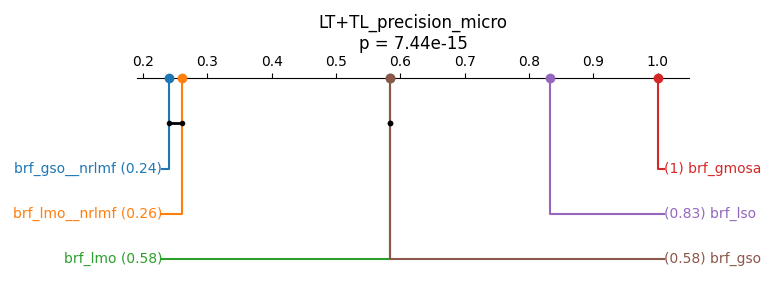 LT+TL_precision_micro
p = 7.44e-15
0.2 0.3 0.4 0.5 0.6 0.7 0.8 0.9 1.0
brf_gso__nrlmf (0.24) (1) brf_gmosa
brf_lmo__nrlmf (0.26) (0.83) brf_lso
brf_lmo (0.58) (0.58) brf_gso